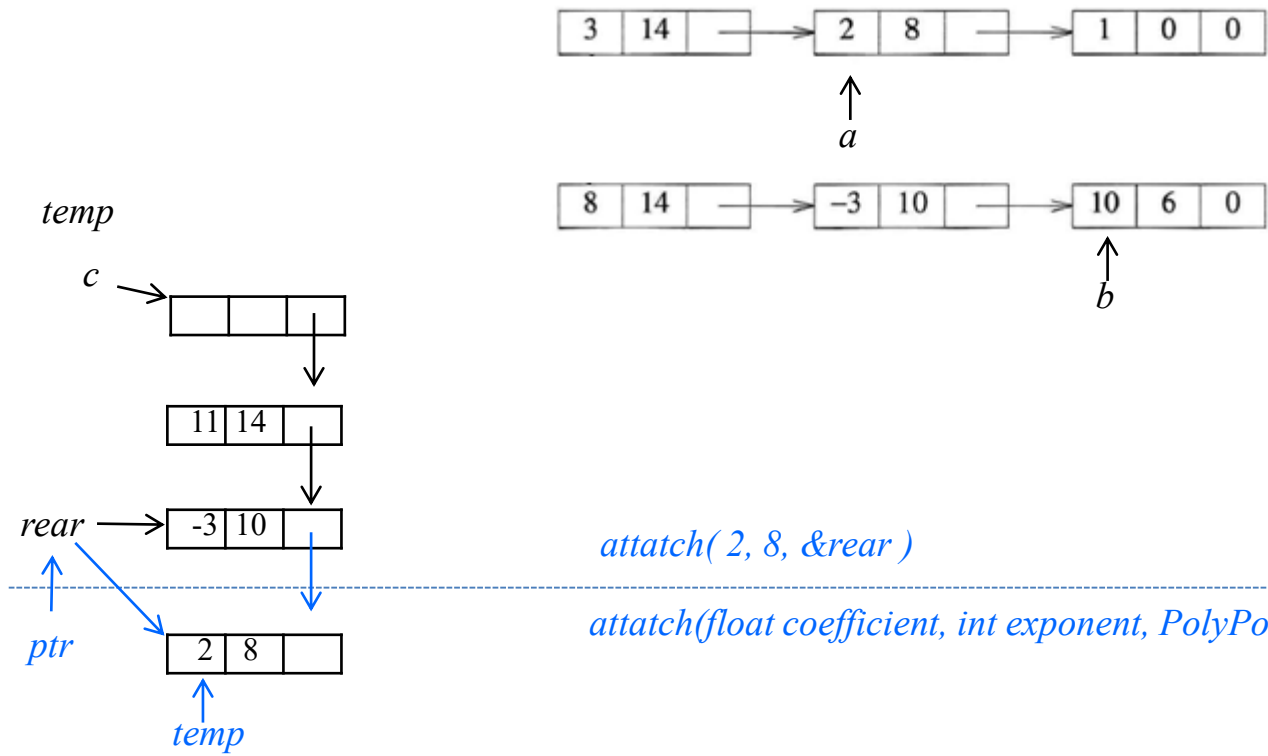 3 14 2 8 1 0 0
a
8 14 −3 10 10 6 0
b
temp
c
11 14
rear -3 10
attatch( 2, 8, &rear )
attatch(float coefficient, int exponent, PolyPo
ptr
2 8
temp